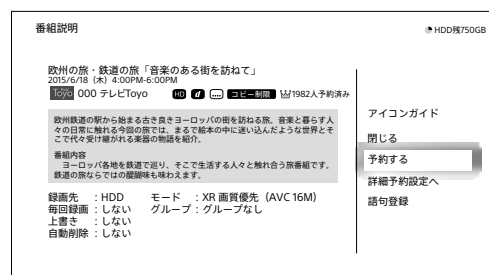 番組説明
HDD残750GB
欧州の旅・鉄道の旅「音楽のある街を訪ねて」
2015/6/18（木）4:00PM-6:00PM
Toyo 000 テレビToyo HD d .... コピー制限 1982人予約済み
欧州鉄道の駅から始まる古き良きヨーロッパの街を訪ねる旅。音楽と暮らす人
々の日常に触れる今回の旅では、まるで絵本の中に迷い込んだような世界とそ
こで代々受け継がれる楽器の物語を紹介。
番組内容
　ヨーロッパ各地を鉄道で巡り、そこで生活する人々と触れ合う旅番組です。
鉄道の旅ならではの醍醐味も味わえます。
録画先　：HDD　モード　：XR 画質優先（AVC 16M）
毎回録画：しない　グループ：グループなし
上書き　：しない
自動削除：しない
アイコンガイド
閉じる
予約する
詳細予約設定へ
語句登録